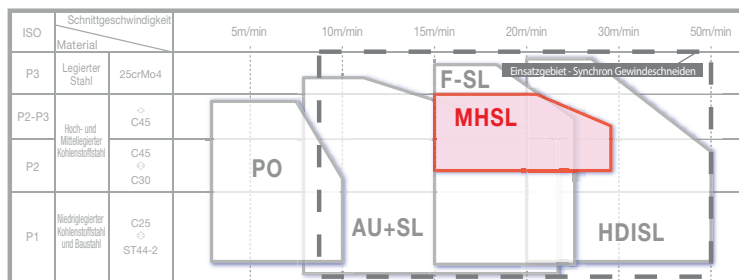 ISO
Schnittgeschwindigkeit
Material
5m/min
10m/min
15m/min
20m/min
30m/min
50m/min
P3
Legierter
Stahl
25crMo4
F-SL
Einsatzgebiet - Synchron Gewindeschneiden
P2-P3
Hoch- und
Mittellegierter
Kohlenstoffstahl
C45
MHSL
P2
C45
C30
PO
P1
Niedriglegierter
Kohlenstoffstahl
und Baustahl
C25
ST44-2
AU+SL
HDISL